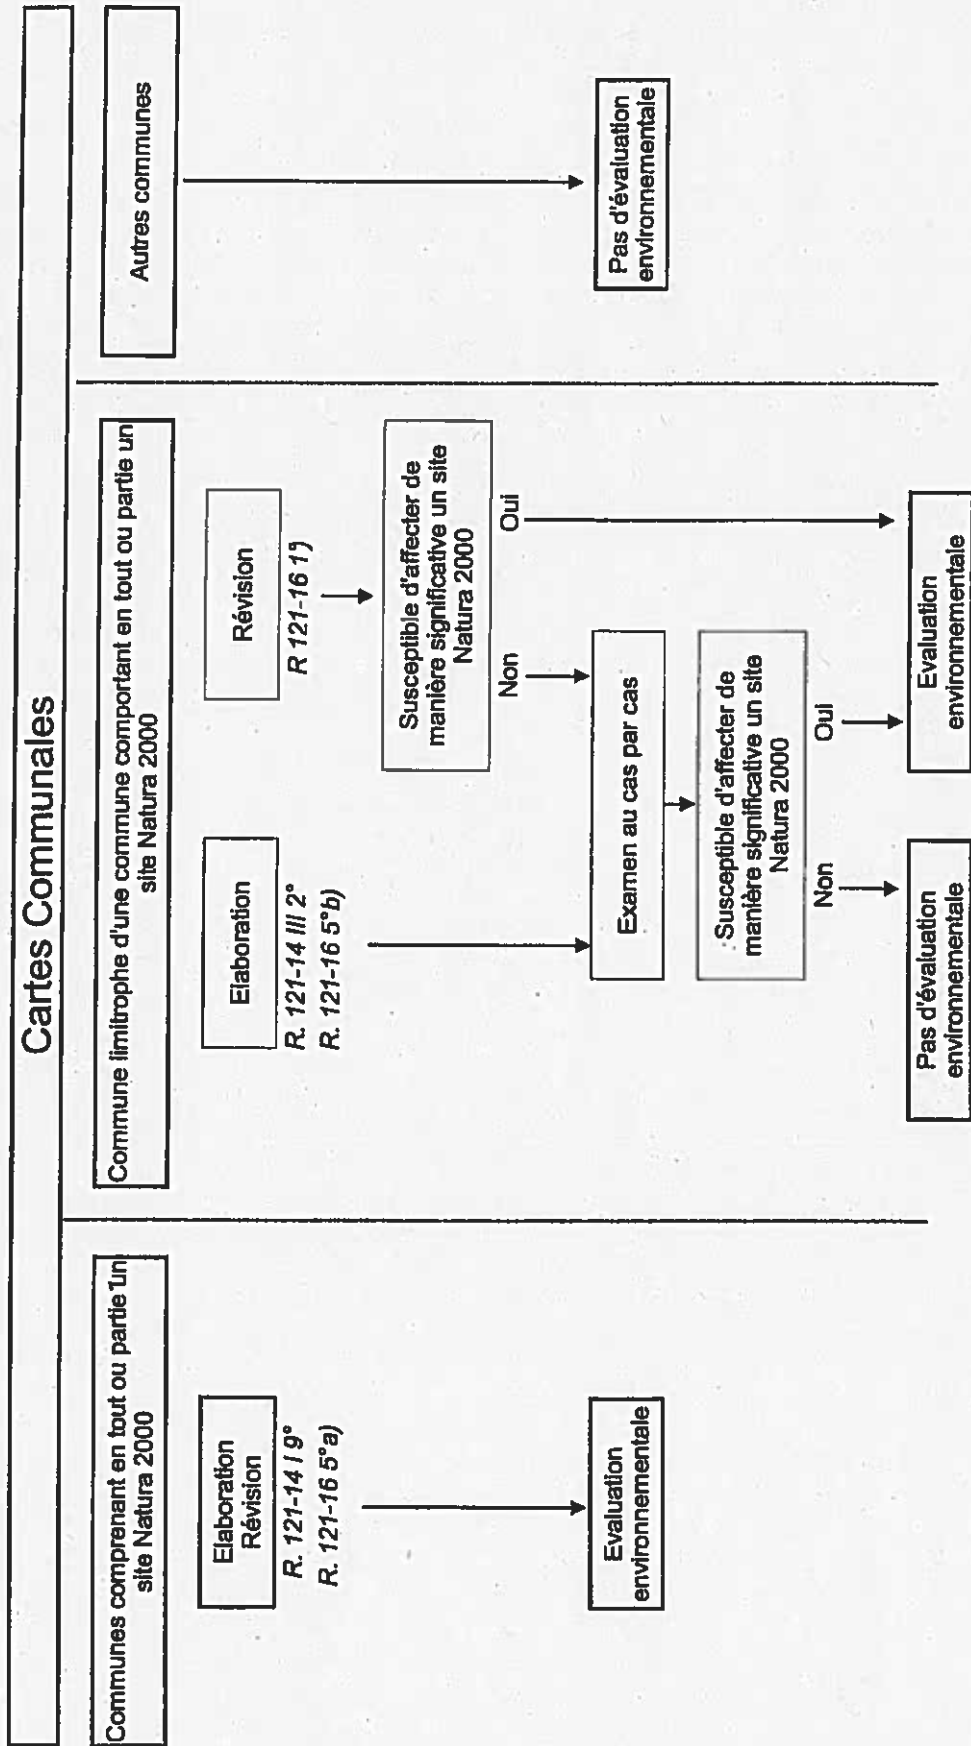 Cartes Communales
Communes comprenant en tout ou partie un
site Natura 2000
Elaboration
Révision
R. 121-14 I 9°
R. 121-16 5°a)
Evaluation
environnementale
Commune limitrophe d'une commune comportant en tout ou partie un
site Natura 2000
Elaboration
R. 121-14 III 2°
R. 121-16 5°b)
Révision
R 121-16 1°)
Susceptible d'affecter de
manière significative un site
Natura 2000
Non
Oui
Examen au cas par cas
Susceptible d'affecter de
manière significative un site
Natura 2000
Non
Oui
Pas d'évaluation
environnementale
Evaluation
environnementale
Autres communes
Pas d'évaluation
environnementale